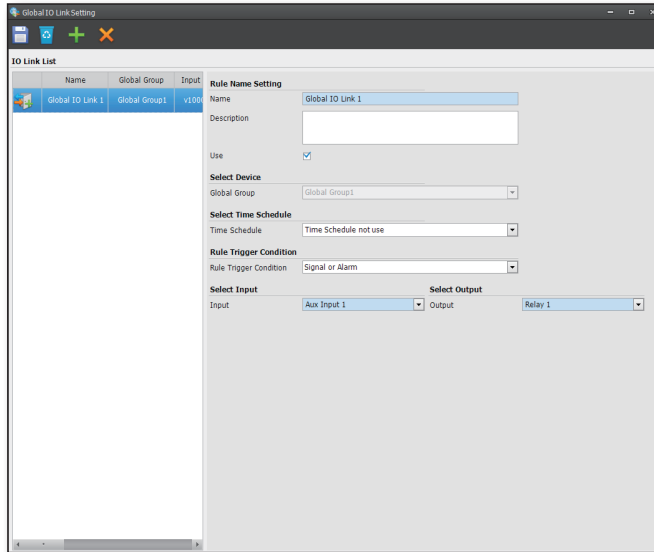 Global IO Link Setting
IO Link List
Name Global Group Input
Global IO Link 1 Global Group1 v100
Rule Name Setting
Name Global IO Link 1
Description
Use
Select Device
Global Group Global Group1
Select Time Schedule
Time Schedule Time Schedule not use
Rule Trigger Condition
Rule Trigger Condition Signal or Alarm
Select Input Select Output
Input Aux Input 1 Output Relay 1